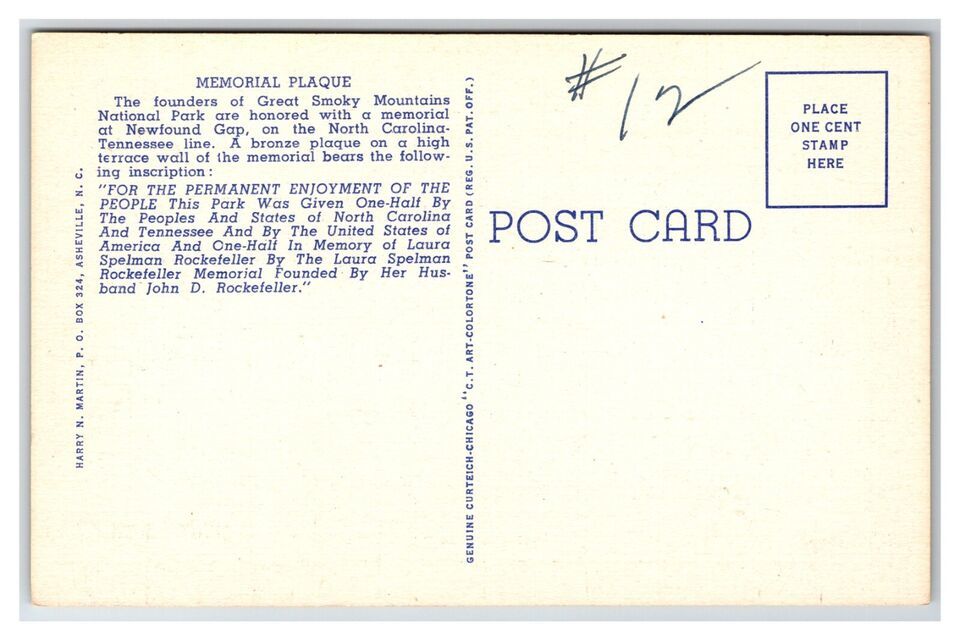 MEMORIAL PLAQUE
The founders of Great Smoky Mountains
National Park are honored with a memorial
at Newfound Gap, on the North Carolina-
Tennessee line. A bronze plaque on a high
terrace wall of the memorial bears the follow-
ing inscription:
"FOR THE PERMANENT ENJOYMENT OF THE
PEOPLE This Park Was Given One-Half By
The Peoples And States of North Carolina
And Tennessee And By The United States of
America And One-Half In Memory of Laura
Spelman Rockefeller By The Laura Spelman
Rockefeller Memorial Founded By Her Hus-
band John D. Rockefeller."
HARRY N. MARTIN, P. O. BOX 324, ASHEVILLE, N. C.
GENUINE CURTEICH-CHICAGO "C.T. ART-COLORTONE" POST CARD (REG. U.S. PAT. OFF.)
#12
POST CARD
PLACE
ONE CENT
STAMP
HERE